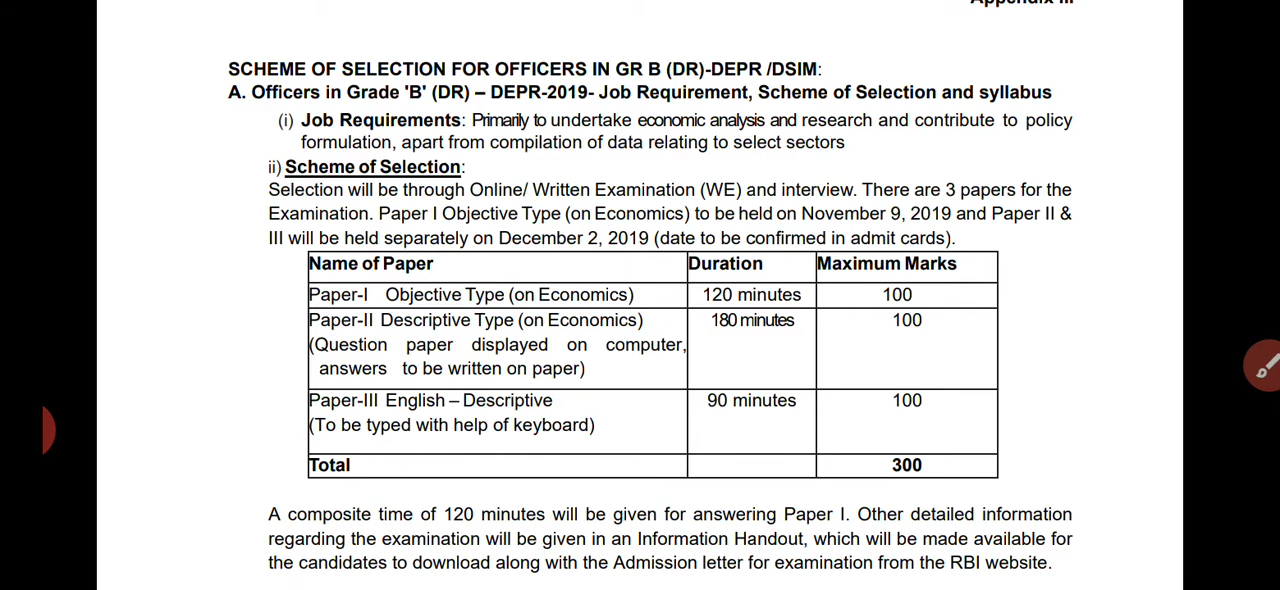 Appendix III
SCHEME OF SELECTION FOR OFFICERS IN GR B (DR)-DEPR /DSIM:
A. Officers in Grade 'B' (DR) – DEPR-2019- Job Requirement, Scheme of Selection and syllabus
(i) Job Requirements: Primarily to undertake economic analysis and research and contribute to policy
formulation, apart from compilation of data relating to select sectors
ii) Scheme of Selection:
Selection will be through Online/ Written Examination (WE) and interview. There are 3 papers for the
Examination. Paper I Objective Type (on Economics) to be held on November 9, 2019 and Paper II &
III will be held separately on December 2, 2019 (date to be confirmed in admit cards).
Name of Paper Duration Maximum Marks
Paper-I Objective Type (on Economics) 120 minutes 100
Paper-II Descriptive Type (on Economics) 180 minutes 100
(Question paper displayed on computer,
answers to be written on paper)
Paper-III English – Descriptive 90 minutes 100
(To be typed with help of keyboard)
Total 300
A composite time of 120 minutes will be given for answering Paper I. Other detailed information
regarding the examination will be given in an Information Handout, which will be made available for
the candidates to download along with the Admission letter for examination from the RBI website.